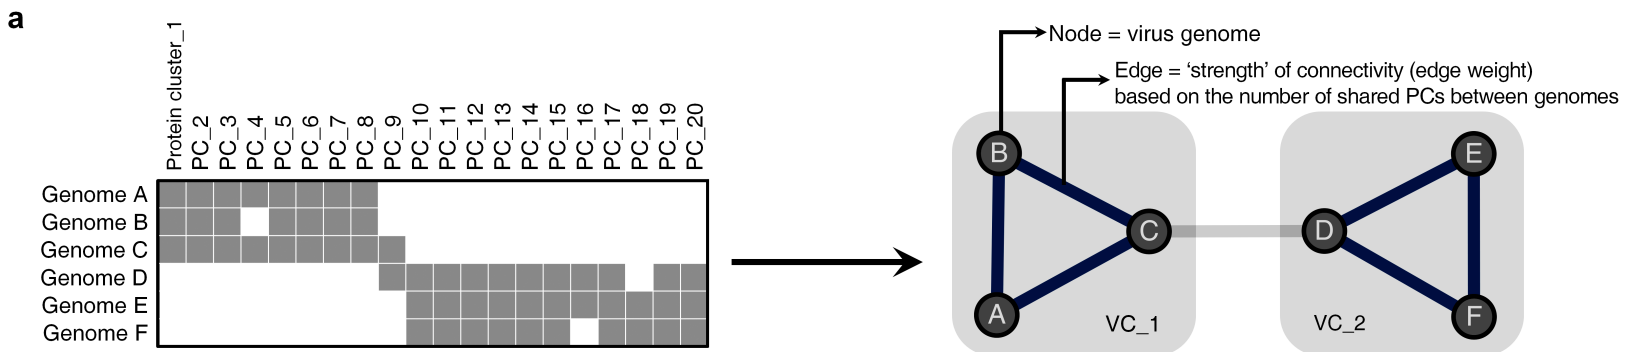 a
Protein cluster_1
PC_2
PC_3
PC_4
PC_5
PC_6
PC_7
PC_8
PC_9
PC_10
PC_11
PC_12
PC_13
PC_14
PC_15
PC_16
PC_17
PC_18
PC_19
PC_20
Genome A
Genome B
Genome C
Genome D
Genome E
Genome F
Node = virus genome
Edge = ‘strength’ of connectivity (edge weight)
based on the number of shared PCs between genomes
B
E
C
D
A
F
VC_1
VC_2